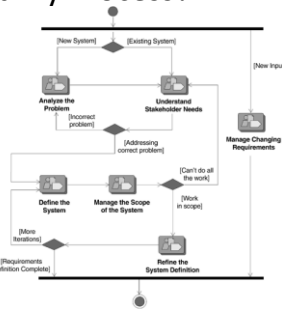 [New System]
[Existing System]
[New Inpu
Analyze the
Problem
Understand
Stakeholder Needs
[Incorrect
problem]
[Addressing
correct problem]
Manage Changing
Requirements
[Can't do all
the work]
Define the
System
Manage the Scope
of the System
[Work
in scope]
[More
Iterations]
[Requirements
finition Complete]
Refine the
System Definition